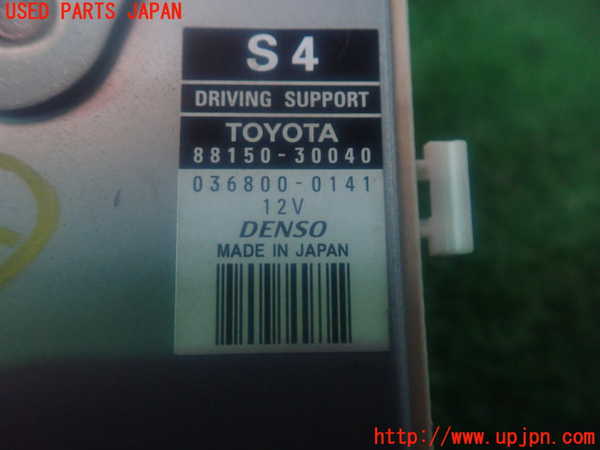 USED PARTS JAPAN
S4
DRIVING SUPPORT
TOYOTA
88150-30040
036800-0141
12V
DENSO
MADE IN JAPAN
http://www.upjpn.com